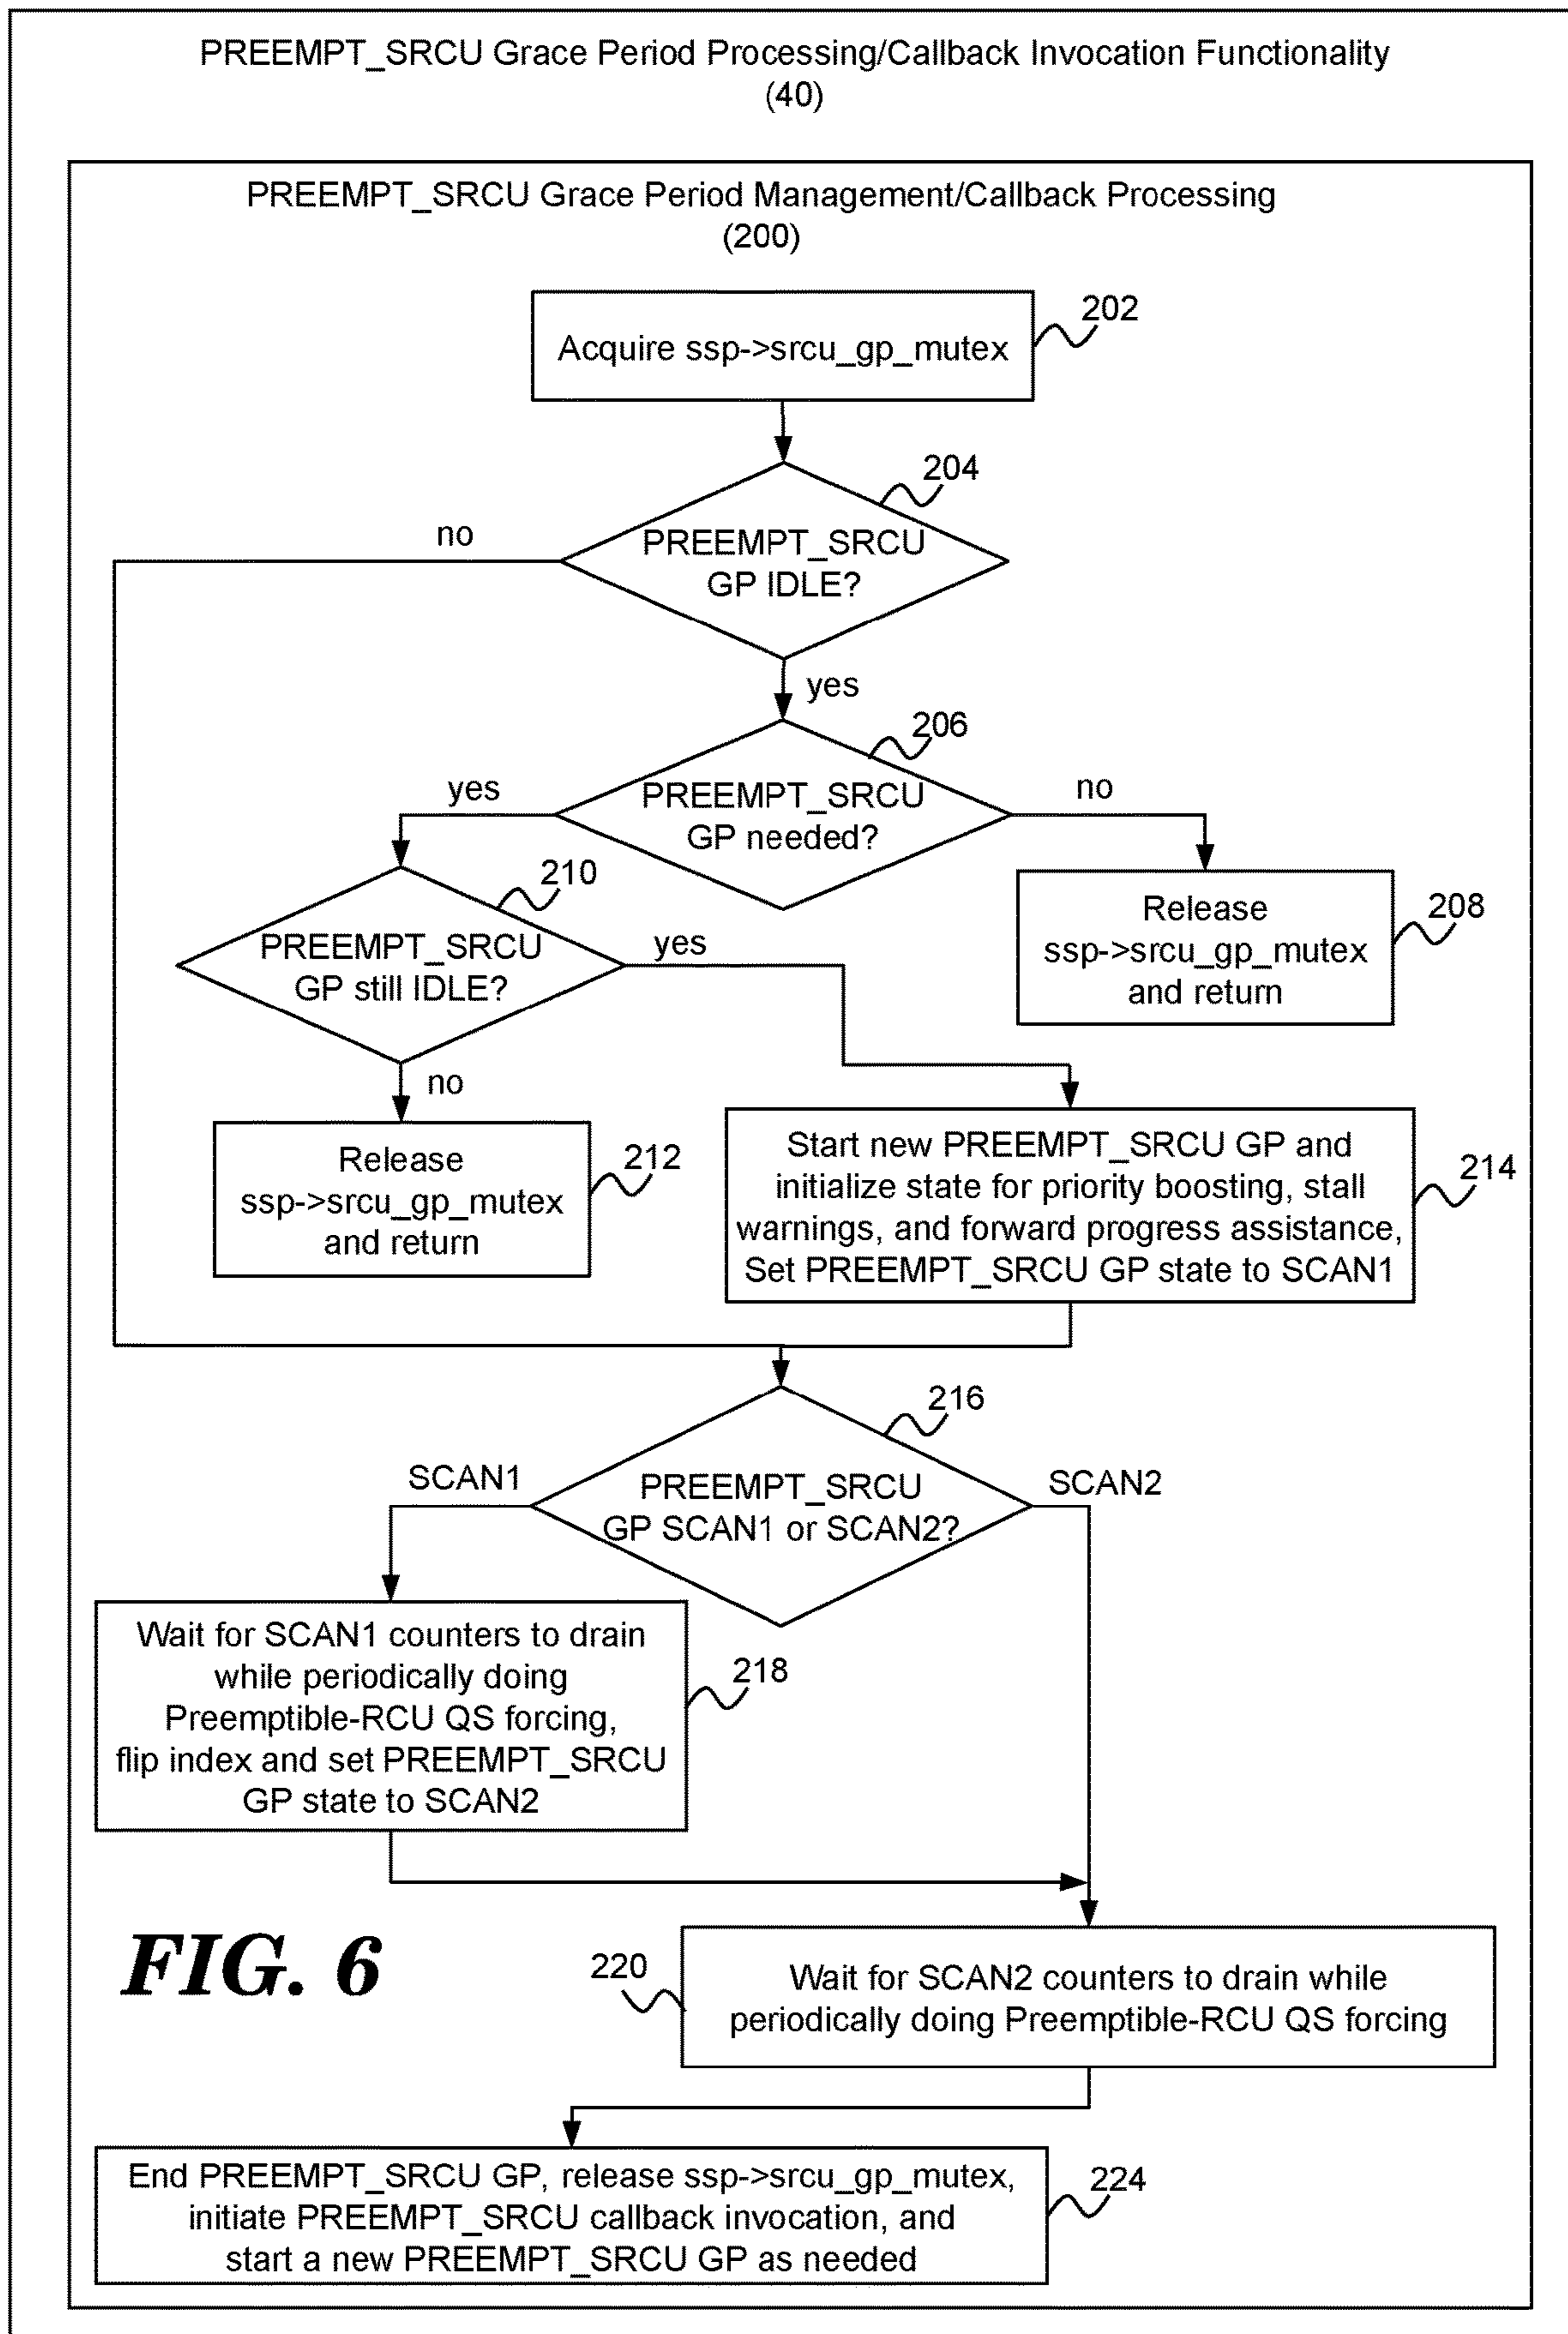 PREEMPT_SRCU Grace Period Processing/Callback Invocation Functionality
(40)
PREEMPT_SRCU Grace Period Management/Callback Processing
(200)
202
Acquire ssp->srcu_gp_mutex
204
no
PREEMPT_SRCU
GP IDLE?
yes
206
yes
PREEMPT_SRCU
GP needed?
no
210
PREEMPT_SRCU
GP still IDLE?
yes
Release
ssp->srcu_gp_mutex
and return
208
no
Release
ssp->srcu_gp_mutex
and return
212
Start new PREEMPT_SRCU GP and
initialize state for priority boosting, stall
warnings, and forward progress assistance,
Set PREEMPT_SRCU GP state to SCAN1
214
216
SCAN1
PREEMPT_SRCU
GP SCAN1 or SCAN2?
SCAN2
Wait for SCAN1 counters to drain
while periodically doing
Preemptible-RCU QS forcing,
flip index and set PREEMPT_SRCU
GP state to SCAN2
218
FIG. 6
220
Wait for SCAN2 counters to drain while
periodically doing Preemptible-RCU QS forcing
End PREEMPT_SRCU GP, release ssp->srcu_gp_mutex,
initiate PREEMPT_SRCU callback invocation, and
start a new PREEMPT_SRCU GP as needed
224